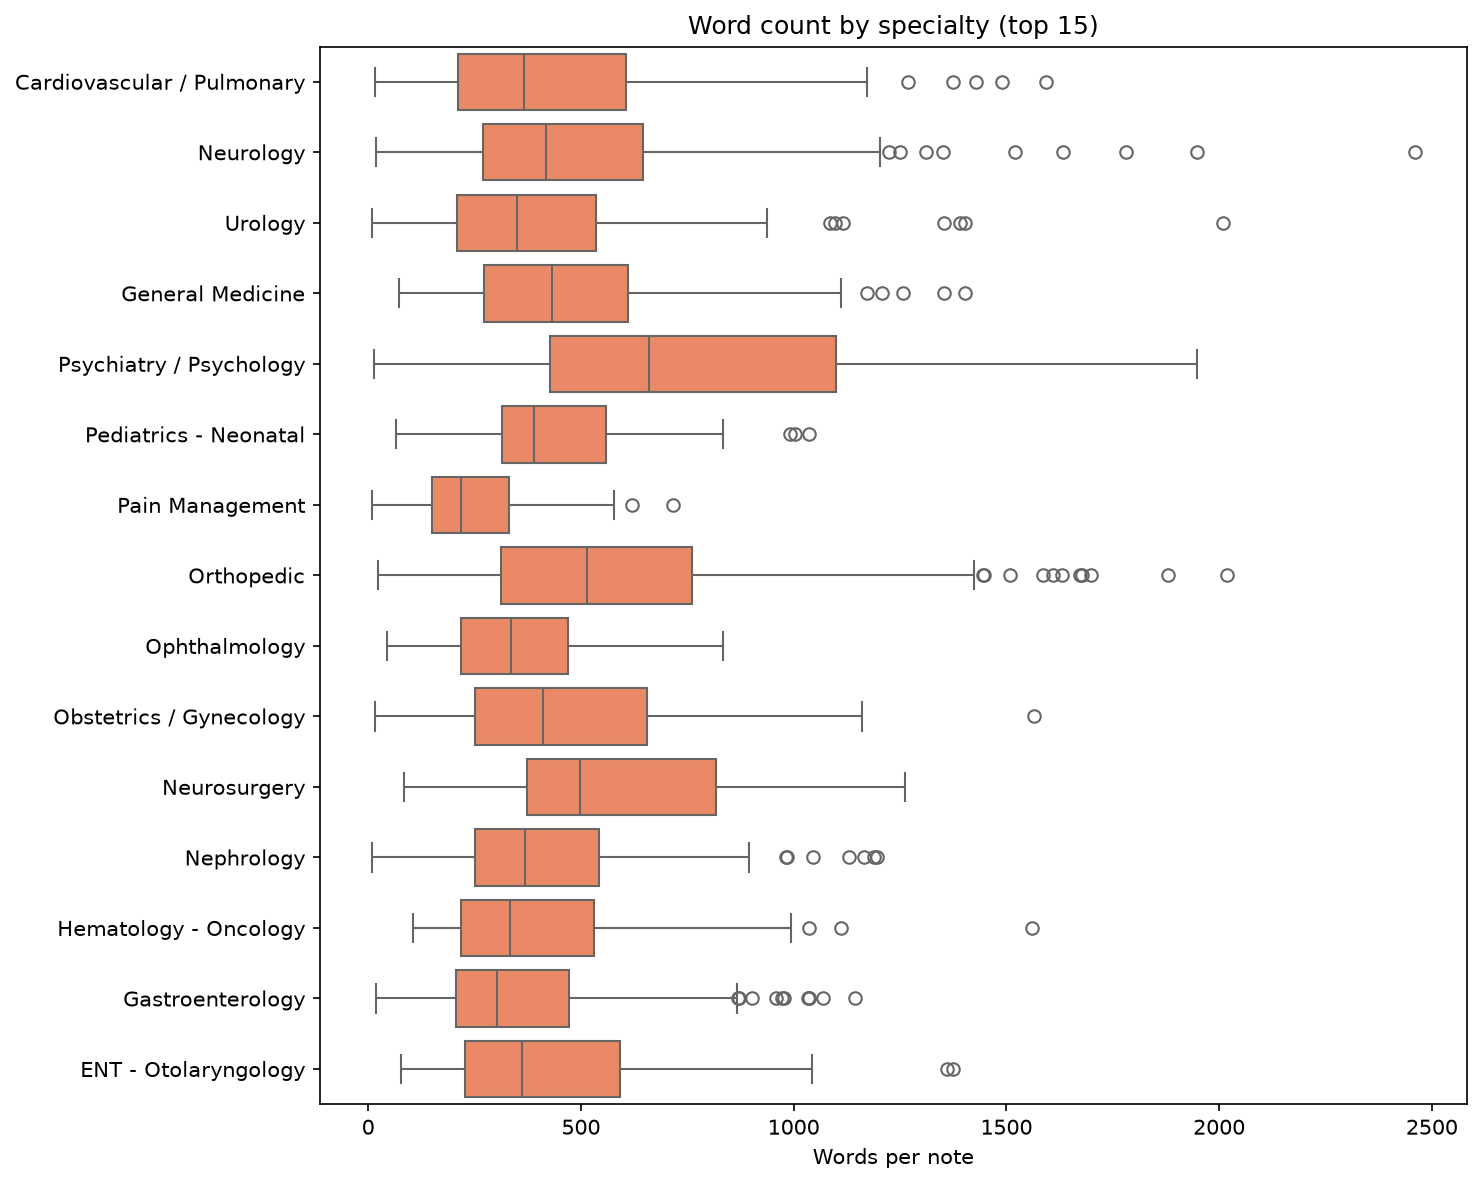 Word count by specialty (top 15)
Cardiovascular / Pulmonary
Neurology
Urology
General Medicine
Psychiatry / Psychology
Pediatrics - Neonatal
Pain Management
Orthopedic
Ophthalmology
Obstetrics / Gynecology
Neurosurgery
Nephrology
Hematology - Oncology
Gastroenterology
ENT - Otolaryngology
0 500 1000 1500 2000 2500
Words per note